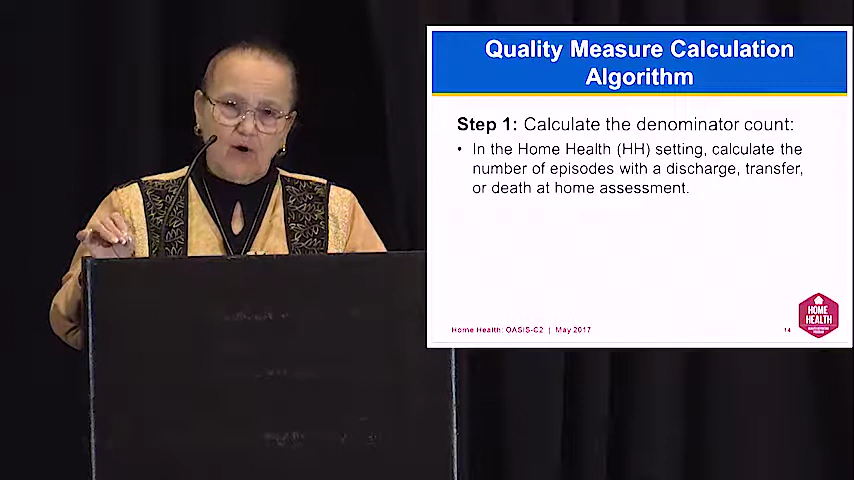 Quality Measure Calculation
Algorithm
Step 1: Calculate the denominator count:
• In the Home Health (HH) setting, calculate the
number of episodes with a discharge, transfer,
or death at home assessment.
Home Health: OASIS-C2 | May 2017
14
HOME
HEALTH